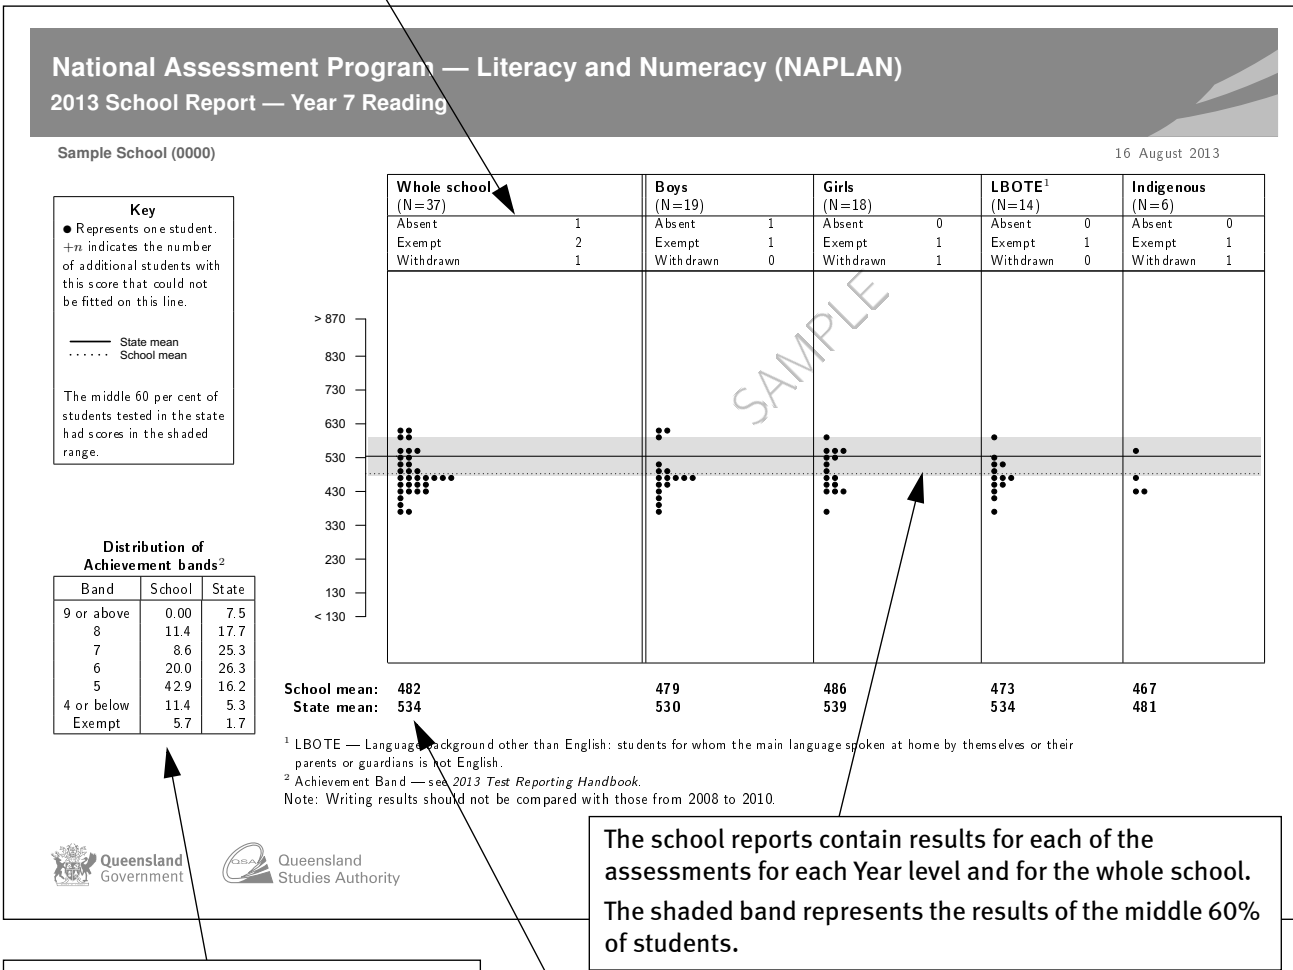 National Assessment Program — Literacy and Numeracy (NAPLAN)
2013 School Report — Year 7 Reading
Sample School (0000)
16 August 2013
Key
● Represents one student.
+n indicates the number
of additional students with
this score that could not
be fitted on this line.
State mean
School mean
The middle 60 per cent of
students tested in the state
had scores in the shaded
range.
Whole school Boys Girls LBOTE¹ Indigenous
(N=37) (N=19) (N=18) (N=14) (N=6)
Absent 1 Absent 1 Absent 0 Absent 0 Absent 0
Exempt 2 Exempt 1 Exempt 1 Exempt 1 Exempt 1
Withdrawn 1 Withdrawn 0 Withdrawn 1 Withdrawn 0 Withdrawn 1
SAMPLE
> 870
830
730
630
530
430
330
230
130
< 130
Distribution of
Achievement bands²
Band School State
9 or above 0.00 7.5
8 11.4 17.7
7 8.6 25.3
6 20.0 26.3
5 42.9 16.2
4 or below 11.4 5.3
Exempt 5.7 1.7
School mean: 482 479 486 473 467
State mean: 534 530 539 534 481
¹ LBOTE — Language background other than English: students for whom the main language spoken at home by themselves or their
parents or guardians is not English.
² Achievement Band — see 2013 Test Reporting Handbook.
Note: Writing results should not be compared with those from 2008 to 2010.
Queensland
Government
QSA
Queensland
Studies Authority
The school reports contain results for each of the
assessments for each Year level and for the whole school.
The shaded band represents the results of the middle 60%
of students.